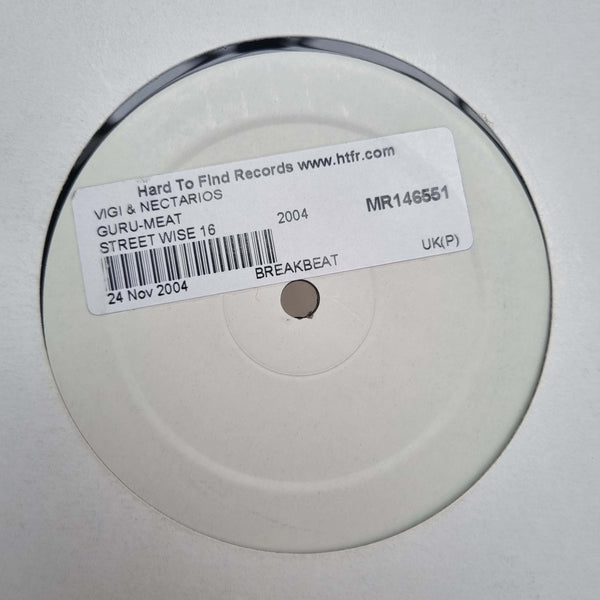 Hard To Find Records www.htfr.com
VIGI & NECTARIOS
GURU-MEAT 2004 MR146551
STREET WISE 16
BREAKBEAT UK(P)
24 Nov 2004